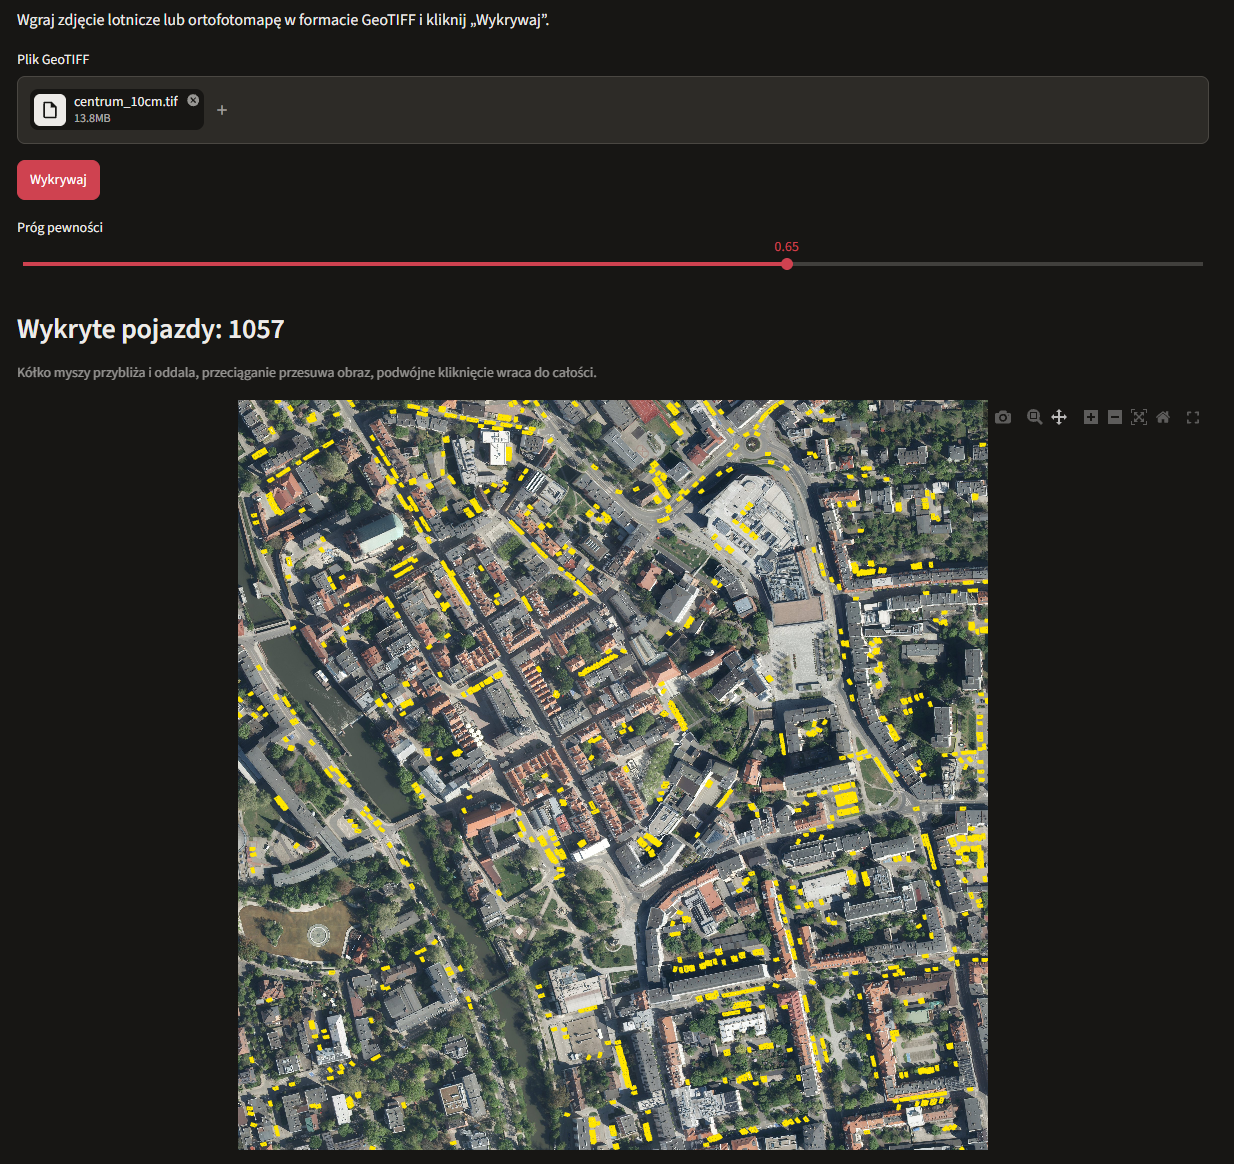 Wgraj zdjęcie lotnicze lub ortofotomapę w formacie GeoTIFF i kliknij „Wykrywaj”.
Plik GeoTIFF
centrum_10cm.tif
13.8MB
Wykrywaj
Próg pewności
0.65
Wykryte pojazdy: 1057
Kółko myszy przybliża i oddala, przeciąganie przesuwa obraz, podwójne kliknięcie wraca do całości.